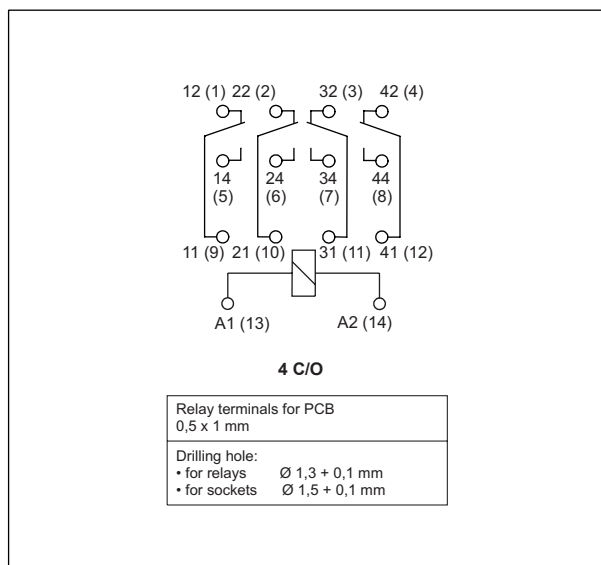 12 (1) 22 (2) 32 (3) 42 (4)
14 24 34 44
(5) (6) (7) (8)
11 (9) 21 (10) 31 (11) 41 (12)
A1 (13) A2 (14)
4 C/O
Relay terminals for PCB
0,5 x 1 mm
Drilling hole:
• for relays Ø 1,3 + 0,1 mm
• for sockets Ø 1,5 + 0,1 mm